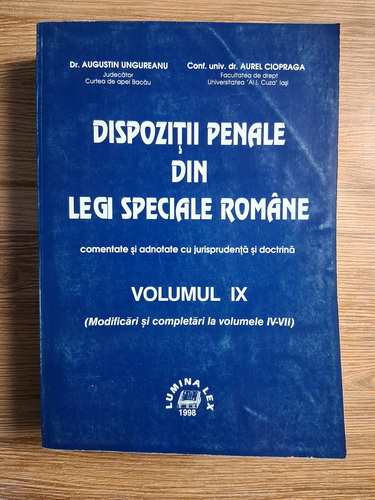 Dr. AUGUSTIN UNGUREANU
Judecător
Curtea de apel Bacău
Conf. univ. dr. AUREL CIOPRAGA
Facultatea de drept
Universitatea "Al.I. Cuza" Iași
DISPOZIȚII PENALE
DIN
LEGI SPECIALE ROMÂNE
comentate și adnotate cu jurisprudență și doctrină
VOLUMUL IX
(Modificări și completări la volumele IV-VII)
LUMINA LEX
1998